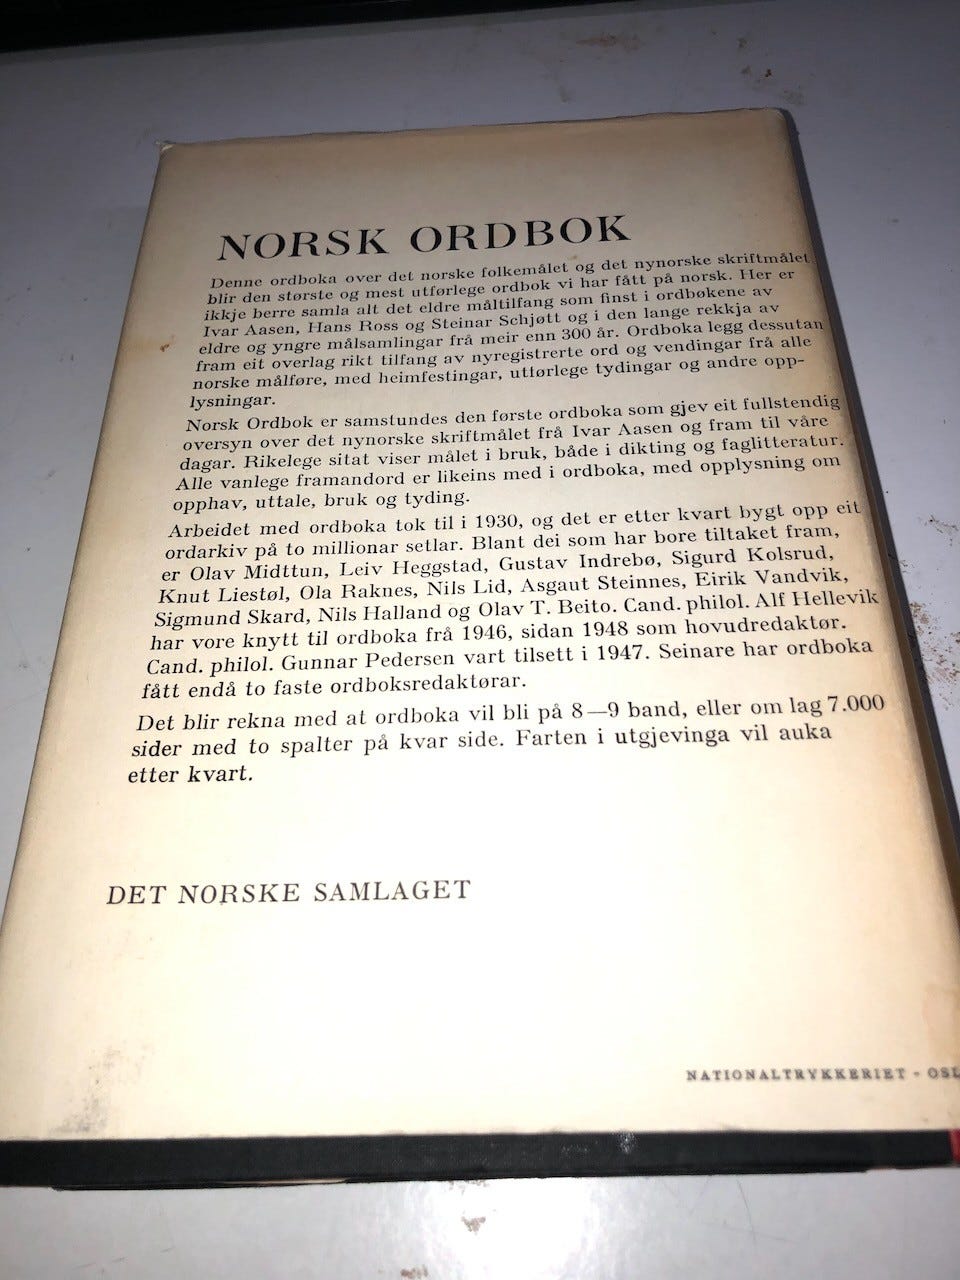 NORSK ORDBOK
Denne ordboka over det norske folkemålet og det nynorske skriftmålet
blir den største og mest utførlege ordbok vi har fått på norsk. Her er
ikkje berre samla alt det eldre måltilfang som finst i ordbøkene av
Ivar Aasen, Hans Ross og Steinar Schjøtt og i den lange rekkja av
eldre og yngre målsamlingar frå meir enn 300 år. Ordboka legg dessutan
fram eit overlag rikt tilfang av nyregistrerte ord og vendingar frå alle
norske målføre, med heimfestingar, utførlege tydingar og andre opp-
lysningar.
Norsk Ordbok er samstundes den første ordboka som gjev eit fullstendig
oversyn over det nynorske skriftmålet frå Ivar Aasen og fram til våre
dagar. Rikelege sitat viser målet i bruk, både i dikting og faglitteratur.
Alle vanlege framandord er likeins med i ordboka, med opplysning om
opphav, uttale, bruk og tyding.
Arbeidet med ordboka tok til i 1930, og det er etter kvart bygt opp eit
ordarkiv på to millionar setlar. Blant dei som har bore tiltaket fram,
er Olav Midttun, Leiv Heggstad, Gustav Indrebø, Sigurd Kolsrud,
Knut Liestøl, Ola Raknes, Nils Lid, Asgaut Steinnes, Eirik Vandvik,
Sigmund Skard, Nils Halland og Olav T. Beito. Cand. philol. Alf Hellevik
har vore knytt til ordboka frå 1946, sidan 1948 som hovudredaktør.
Cand. philol. Gunnar Pedersen vart tilsett i 1947. Seinare har ordboka
fått endå to faste ordboksredaktørar.
Det blir rekna med at ordboka vil bli på 8—9 band, eller om lag 7.000
sider med to spalter på kvar side. Farten i utgjevinga vil auka
etter kvart.
DET NORSKE SAMLAGET
NATIONALTRYKKERIET - OSL